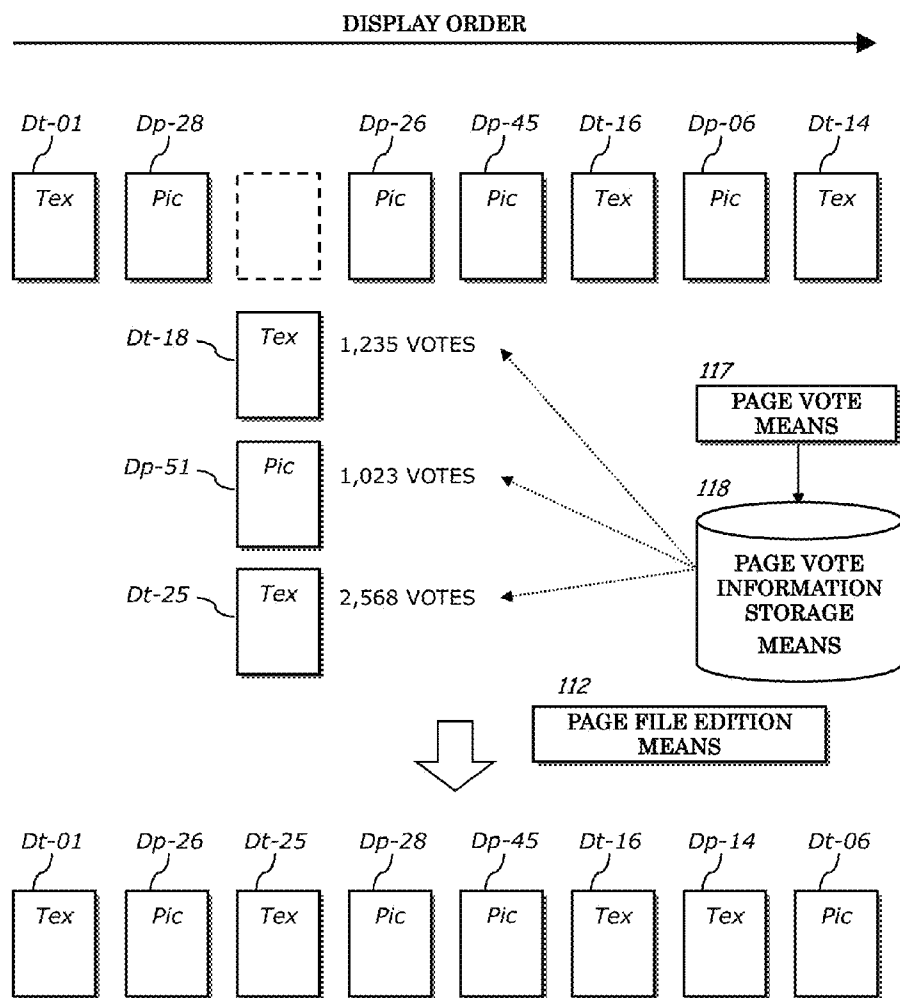 DISPLAY ORDER
Dt-01 Dp-28 Dp-26 Dp-45 Dt-16 Dp-06 Dt-14
Tex Pic Pic Pic Tex Pic Tex
Dt-18 Tex 1,235 VOTES
117
PAGE VOTE
MEANS
Dp-51 Pic 1,023 VOTES
118
PAGE VOTE
INFORMATION
STORAGE
MEANS
Dt-25 Tex 2,568 VOTES
112
PAGE FILE EDITION
MEANS
Dt-01 Dp-26 Dt-25 Dp-28 Dp-45 Dt-16 Dp-14 Dt-06
Tex Pic Tex Pic Pic Tex Tex Pic